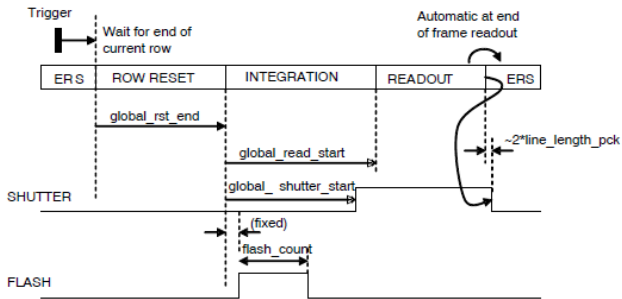 Trigger
Wait for end of
current row
Automatic at end
of frame readout
ERS
ROW RESET
INTEGRATION
READOUT
ERS
global_rst_end
~2*line_length_pck
global_read_start
global_ shutter_start
SHUTTER
(fixed)
flash_count
FLASH